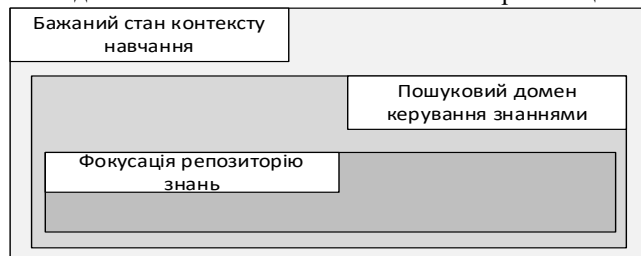 Бажаний стан контексту
навчання
Пошуковий домен
керування знаннями
Фокусація репозиторію
знань